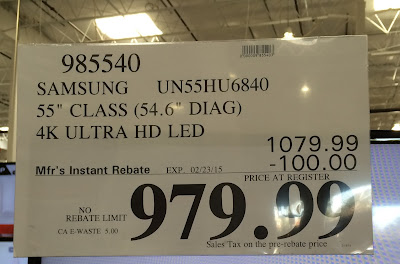 985540
SAMSUNG UN55HU6840
55" CLASS (54.6" DIAG)
4K ULTRA HD LED
1079.99
Mfr's Instant Rebate EXP. 02/23/15 -100.00
PRICE AT REGISTER
NO
REBATE LIMIT
979.99
CA E-WASTE 5.00
Sales Tax on the pre-rebate price